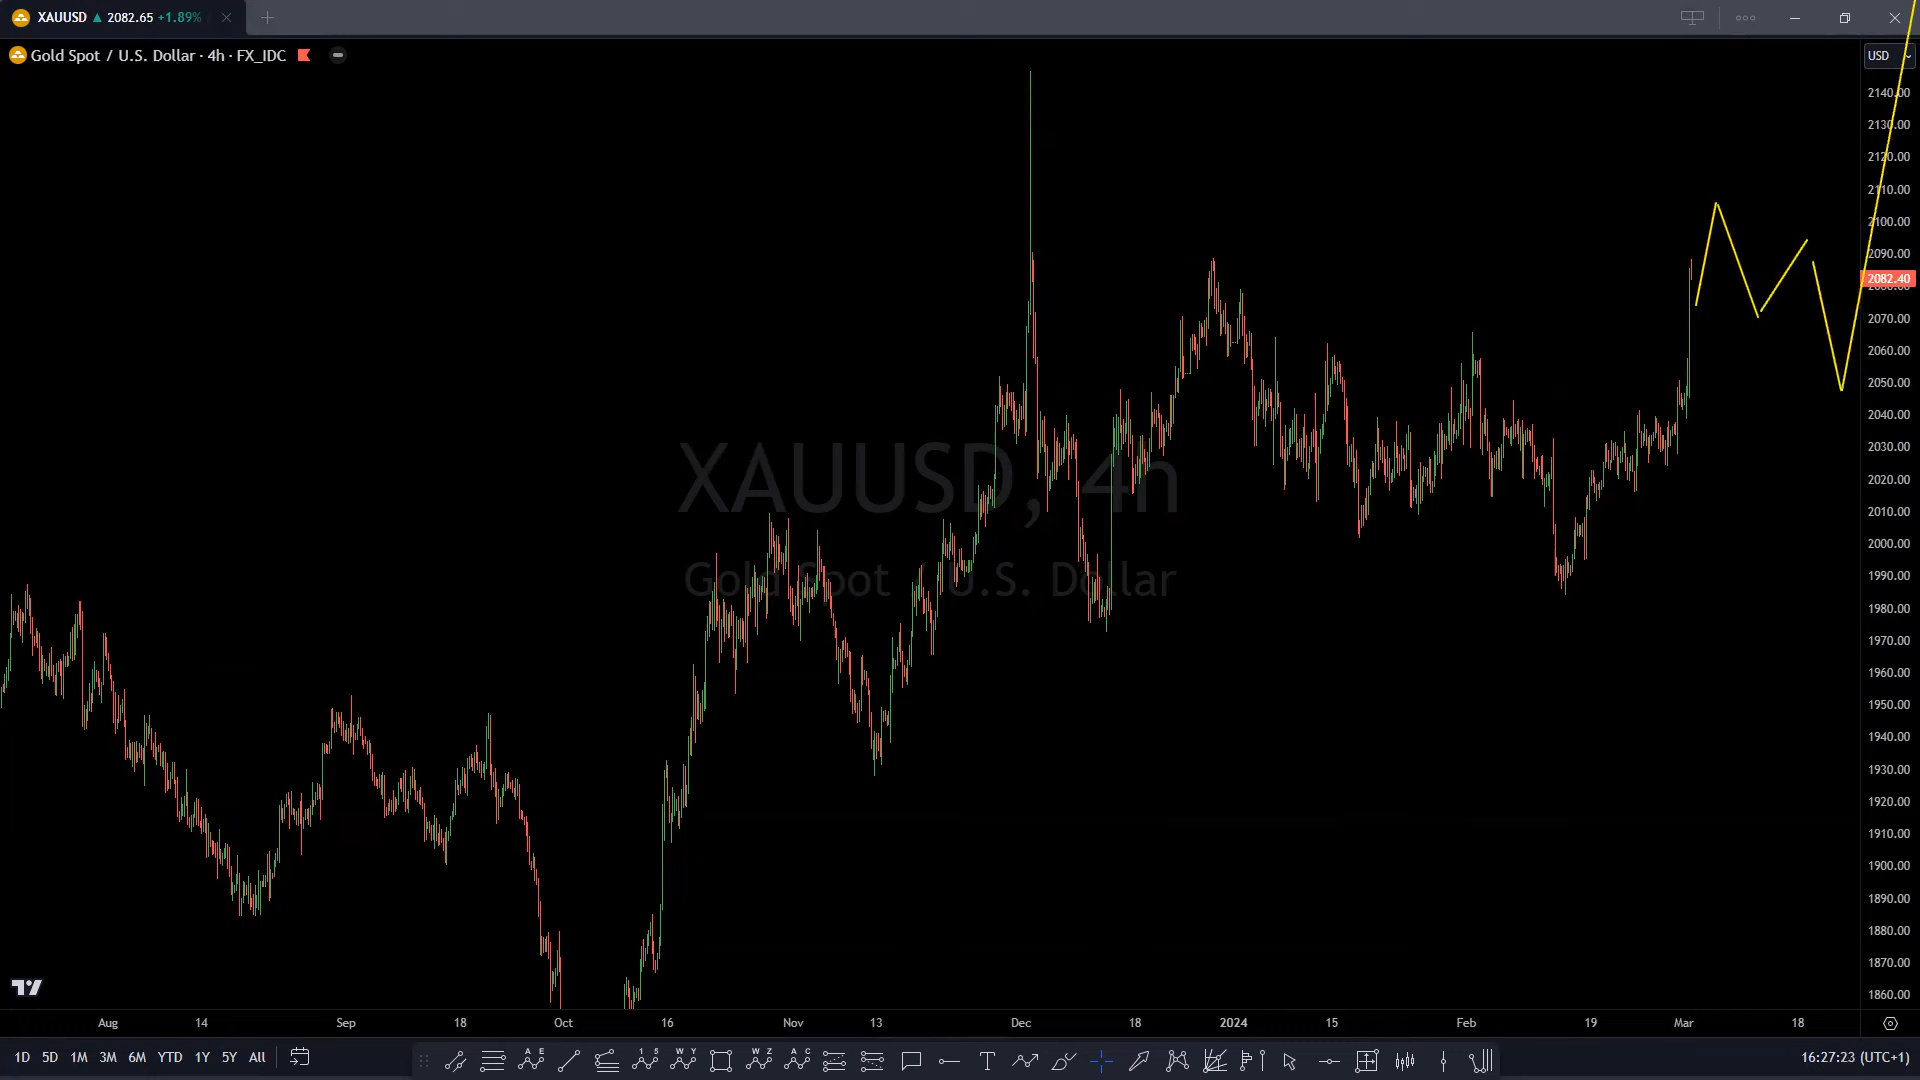 XAUUSD ▲ 2082.65 +1.89%
Gold Spot / U.S. Dollar · 4h · FX_IDC
USD
2140.00
2130.00
2120.00
2110.00
2100.00
2090.00
2082.40
2070.00
2060.00
2050.00
2040.00
2030.00
2020.00
2010.00
2000.00
1990.00
1980.00
1970.00
1960.00
1950.00
1940.00
1930.00
1920.00
1910.00
1900.00
1890.00
1880.00
1870.00
1860.00
XAUUSD, 4h
Gold Spot / U.S. Dollar
Aug 14 Sep 18 Oct 16 Nov 13 Dec 18 2024 15 Feb 19 Mar 18
1D 5D 1M 3M 6M YTD 1Y 5Y All
A E
1 5
W Y
W Z
A C
T
16:27:23 (UTC+1)